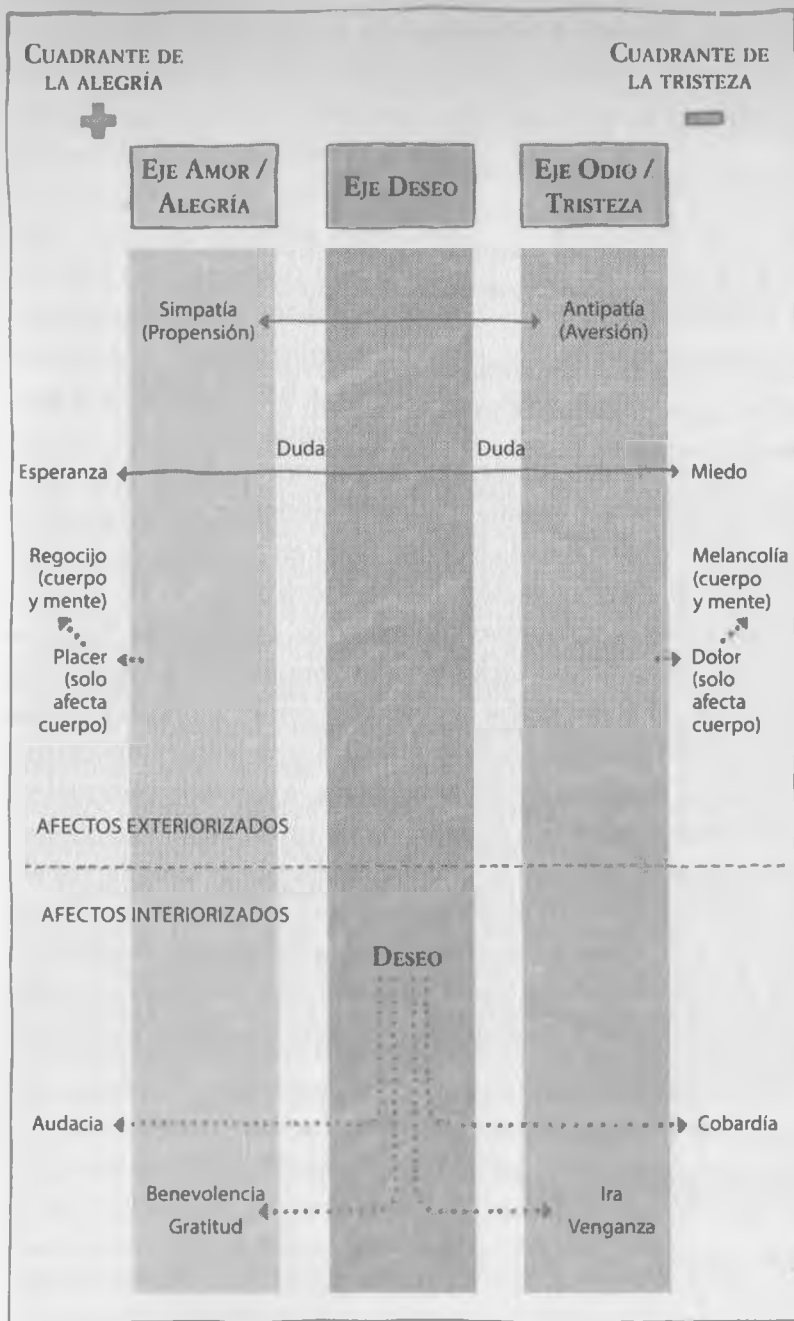 CUADRANTE DE
LA ALEGRÍA
CUADRANTE DE
LA TRISTEZA
EJE AMOR /
ALEGRÍA
EJE DESEO
EJE ODIO /
TRISTEZA
Simpatía
(Propensión)
Antipatía
(Aversión)
Duda
Duda
Esperanza
Miedo
Regocijo
(cuerpo
y mente)
Melancolía
(cuerpo
y mente)
Placer
(solo
afecta
cuerpo)
Dolor
(solo
afecta
cuerpo)
AFECTOS EXTERIORIZADOS
AFECTOS INTERIORIZADOS
DESEO
Audacia
Cobardía
Benevolencia
Gratitud
Ira
Venganza